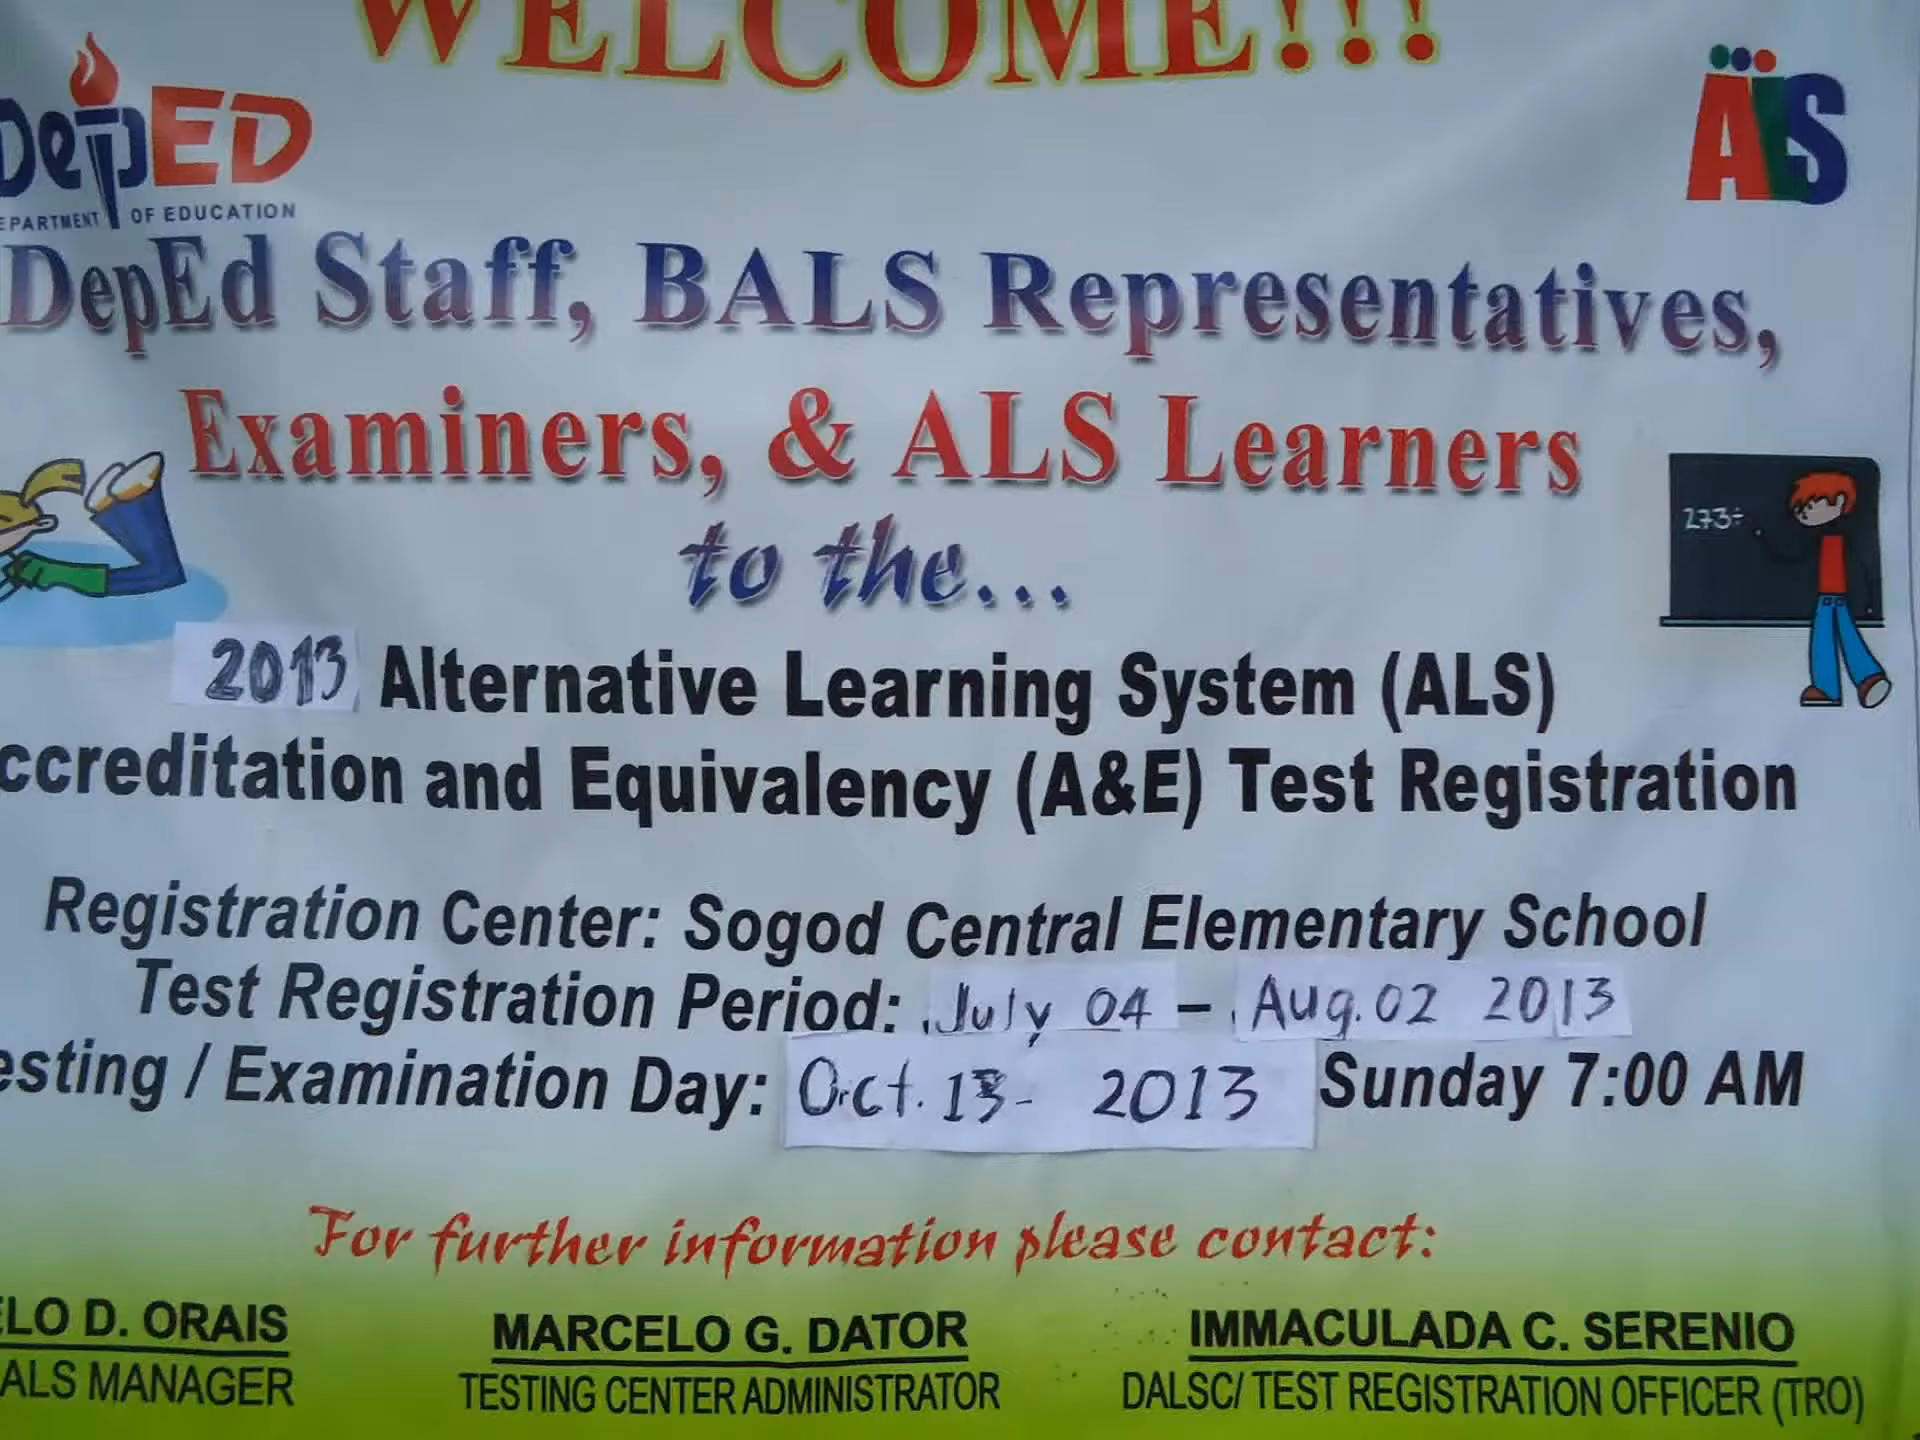 WELCOME!!!
DepED
DEPARTMENT OF EDUCATION
ALS
DepEd Staff, BALS Representatives,
Examiners, & ALS Learners
to the...
273÷
2013 Alternative Learning System (ALS)
ccreditation and Equivalency (A&E) Test Registration
Registration Center: Sogod Central Elementary School
Test Registration Period: July 04 – Aug. 02 2013
esting / Examination Day: Oct. 13- 2013 Sunday 7:00 AM
For further information please contact:
ELO D. ORAIS
ALS MANAGER
MARCELO G. DATOR
TESTING CENTER ADMINISTRATOR
IMMACULADA C. SERENIO
DALSC/ TEST REGISTRATION OFFICER (TRO)